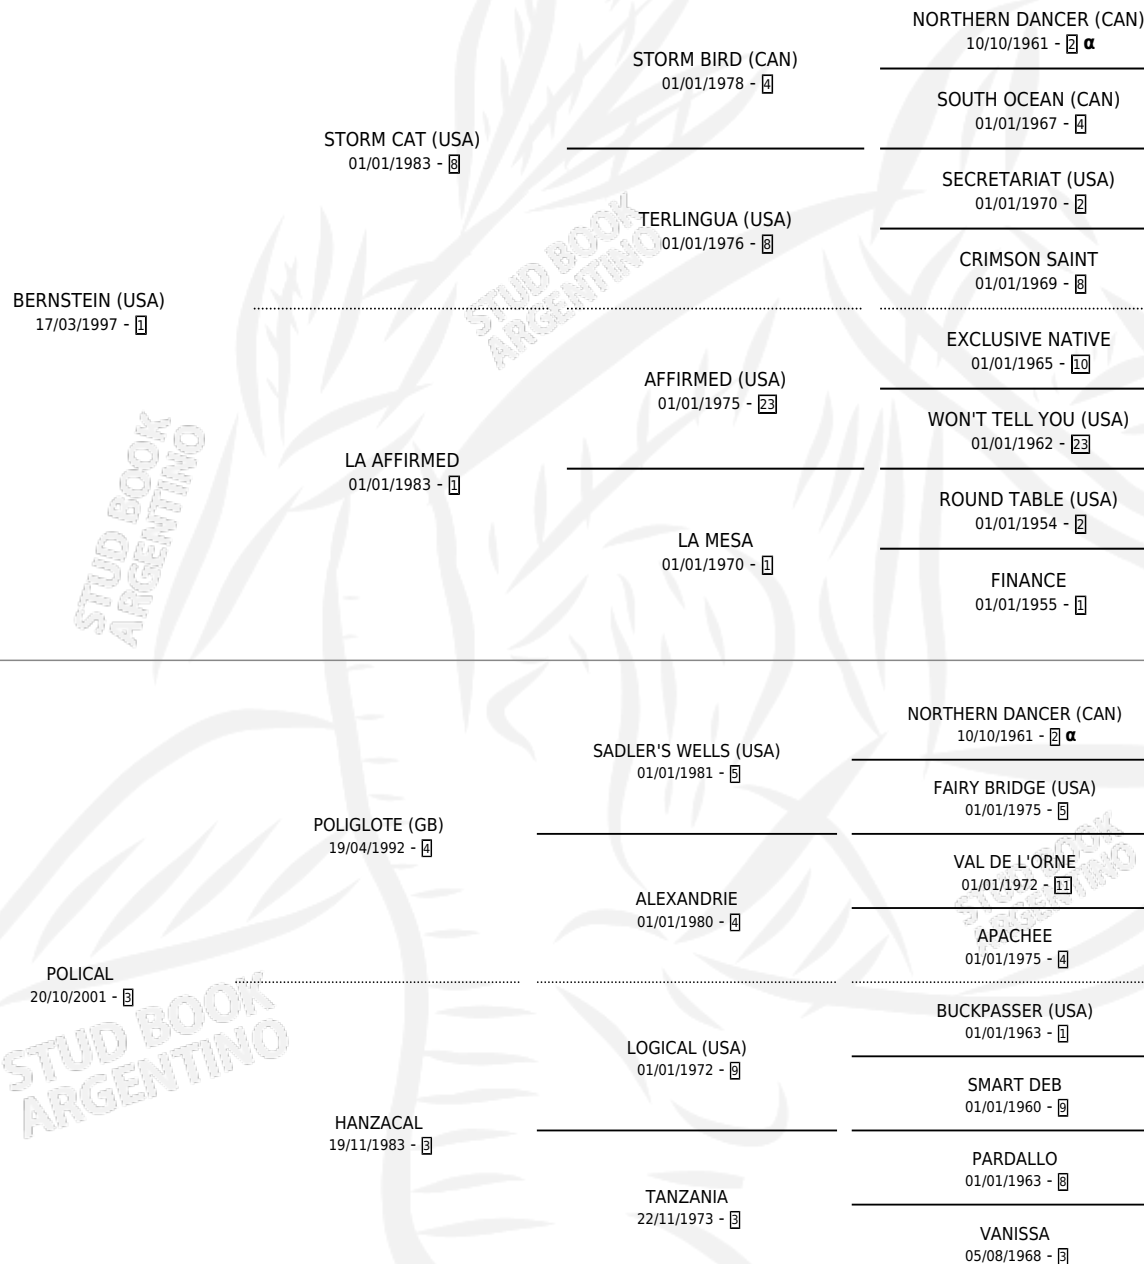 NORTHERN DANCER (CAN)
10/10/1961 - 2 α
STORM BIRD (CAN)
01/01/1978 - 4
SOUTH OCEAN (CAN)
01/01/1967 - 4
STORM CAT (USA)
01/01/1983 - 8
SECRETARIAT (USA)
01/01/1970 - 2
TERLINGUA (USA)
01/01/1976 - 8
CRIMSON SAINT
01/01/1969 - 8
STUD BOOK
ARGENTINO
BERNSTEIN (USA)
17/03/1997 - 1
EXCLUSIVE NATIVE
01/01/1965 - 10
AFFIRMED (USA)
01/01/1975 - 23
WON'T TELL YOU (USA)
01/01/1962 - 23
LA AFFIRMED
01/01/1983 - 1
STUD BOOK
ARGENTINO
ROUND TABLE (USA)
01/01/1954 - 2
LA MESA
01/01/1970 - 1
FINANCE
01/01/1955 - 1
NORTHERN DANCER (CAN)
10/10/1961 - 2 α
SADLER'S WELLS (USA)
01/01/1981 - 5
FAIRY BRIDGE (USA)
01/01/1975 - 5
POLIGLOTE (GB)
19/04/1992 - 4
VAL DE L'ORNE
01/01/1972 - 11
STUD BOOK
ARGENTINO
ALEXANDRIE
01/01/1980 - 4
APACHEE
01/01/1975 - 4
POLICAL
20/10/2001 - 3
STUD BOOK
ARGENTINO
BUCKPASSER (USA)
01/01/1963 - 1
LOGICAL (USA)
01/01/1972 - 9
SMART DEB
01/01/1960 - 9
HANZACAL
19/11/1983 - 3
PARDALLO
01/01/1963 - 8
TANZANIA
22/11/1973 - 3
VANISSA
05/08/1968 - 3